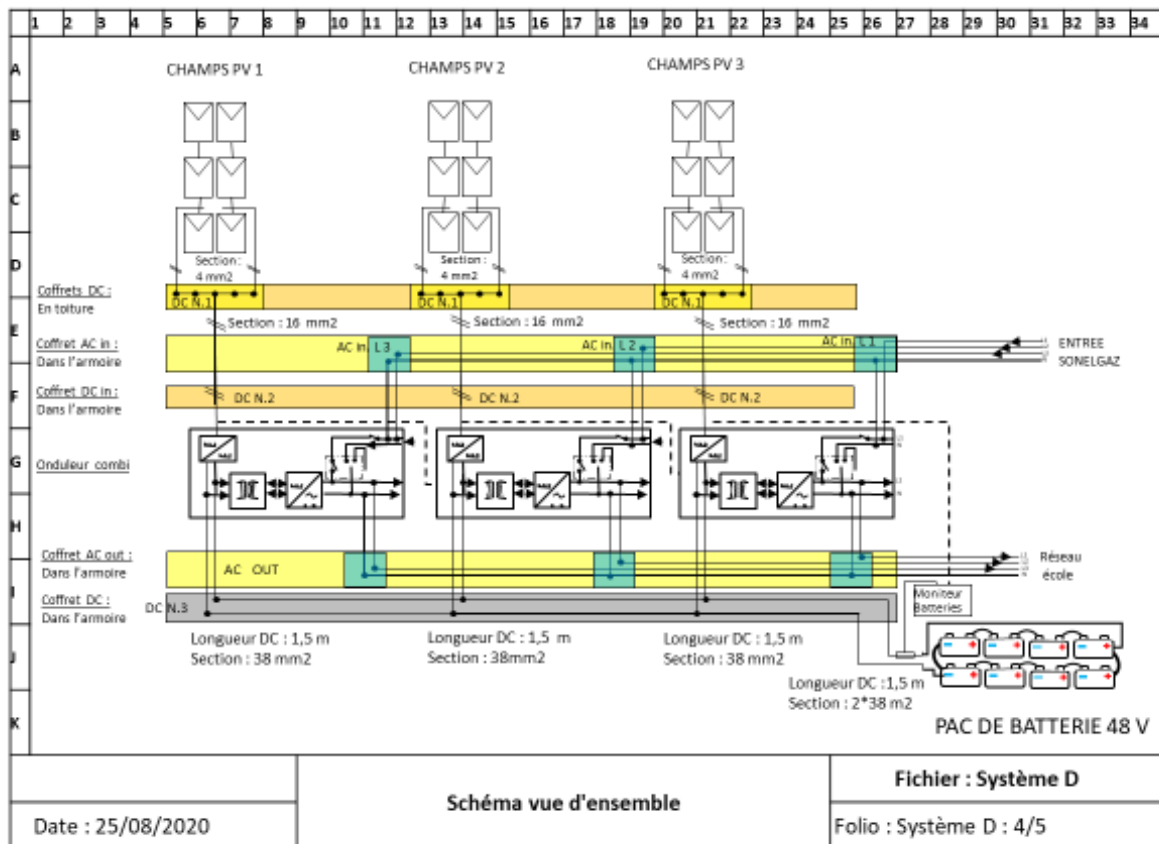 1 2 3 4 5 6 7 8 9 10 11 12 13 14 15 16 17 18 19 20 21 22 23 24 25 26 27 28 29 30 31 32 33 34
A
CHAMPS PV 1
CHAMPS PV 2
CHAMPS PV 3
B
C
D
Section :
4 mm2
Section :
4 mm2
Section :
4 mm2
Coffrets DC :
En toiture
DC N.1
DC N.1
DC N.1
E
Section : 16 mm2
Section : 16 mm2
Section : 16 mm2
Coffret AC in :
Dans l'armoire
AC in. L 3
AC in. L 2
AC in. L 1
ENTREE
SONELGAZ
F
Coffret DC in :
Dans l'armoire
DC N.2
DC N.2
DC N.2
G
Onduleur combi
H
Coffret AC out :
Dans l'armoire
AC OUT
Réseau
école
I
Coffret DC :
Dans l'armoire
DC N.3
Moniteur
Batteries
J
Longueur DC : 1,5 m
Section : 38 mm2
Longueur DC : 1,5 m
Section : 38mm2
Longueur DC : 1,5 m
Section : 38 mm2
Longueur DC :1,5 m
Section : 2*38 m2
K
PAC DE BATTERIE 48 V
Schéma vue d'ensemble
Fichier : Système D
Date : 25/08/2020
Folio : Système D : 4/5